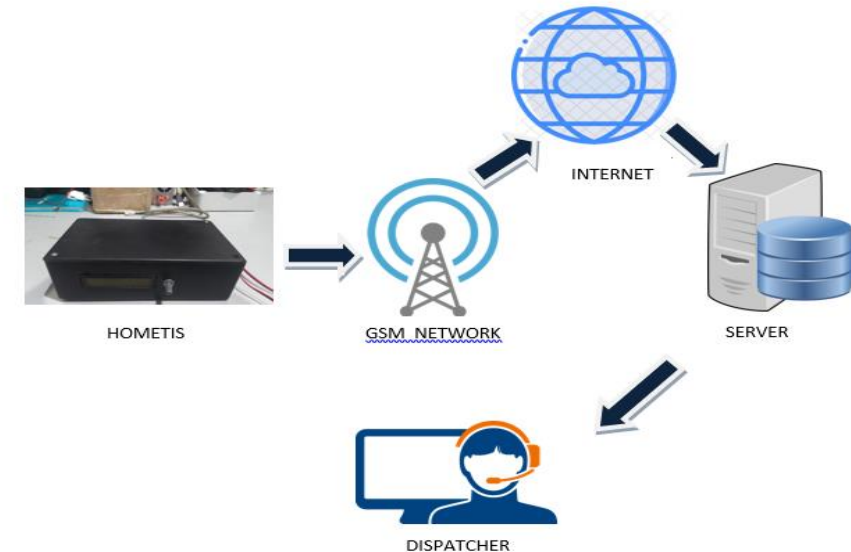 INTERNET
HOMETIS
GSM NETWORK
SERVER
DISPATCHER